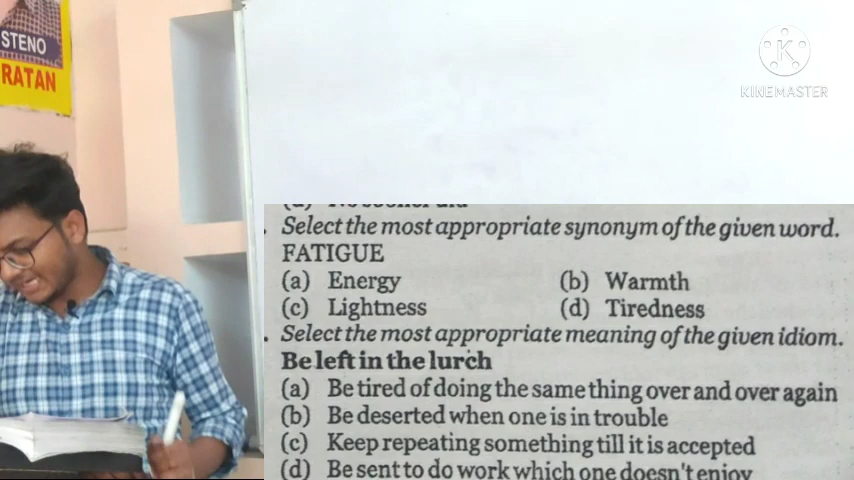 STENO
RATAN
KINEMASTER
Select the most appropriate synonym of the given word.
FATIGUE
(a) Energy (b) Warmth
(c) Lightness (d) Tiredness
. Select the most appropriate meaning of the given idiom.
Be left in the lurch
(a) Be tired of doing the same thing over and over again
(b) Be deserted when one is in trouble
(c) Keep repeating something till it is accepted
(d) Be sent to do work which one doesn't enjoy